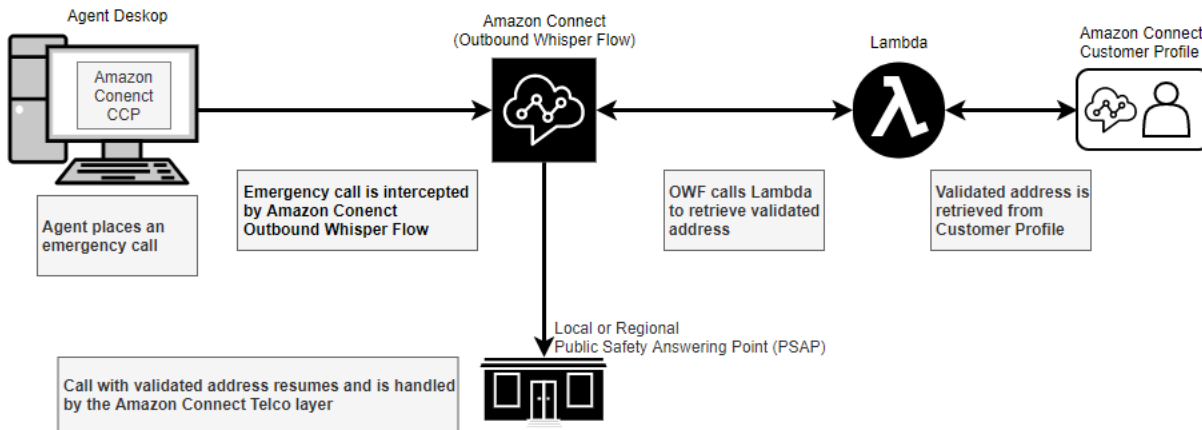 Agent Deskop
Amazon Connect
(Outbound Whisper Flow)
Lambda
Amazon Connect
Customer Profile
Amazon
Conenct
CCP
Agent places an
emergency call
Emergency call is intercepted
by Amazon Conenct
Outbound Whisper Flow
OWF calls Lambda
to retrieve validated
address
Validated address is
retrieved from
Customer Profile
Local or Regional
Public Safety Answering Point (PSAP)
Call with validated address resumes and is handled
by the Amazon Connect Telco layer